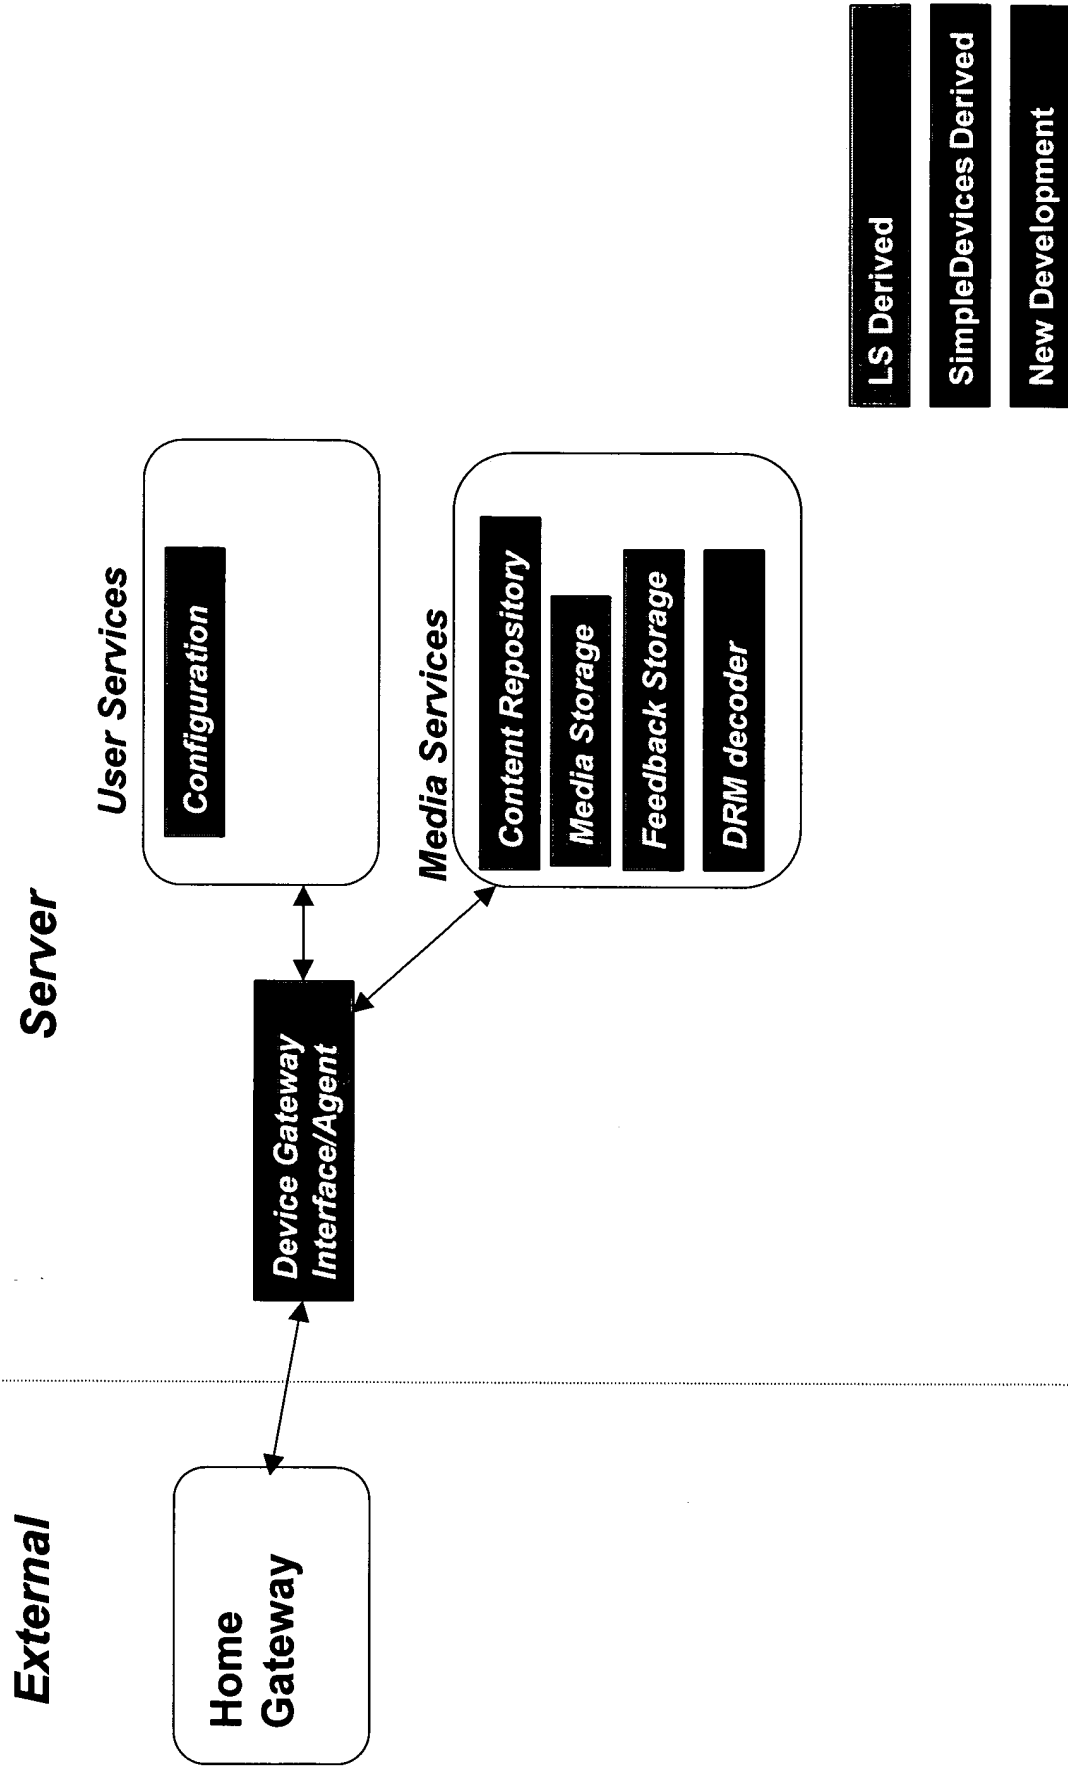 External
Server
Home
Gateway
Device Gateway
Interface/Agent
User Services
Configuration
Media Services
Content Repository
Media Storage
Feedback Storage
DRM decoder
LS Derived
SimpleDevices Derived
New Development